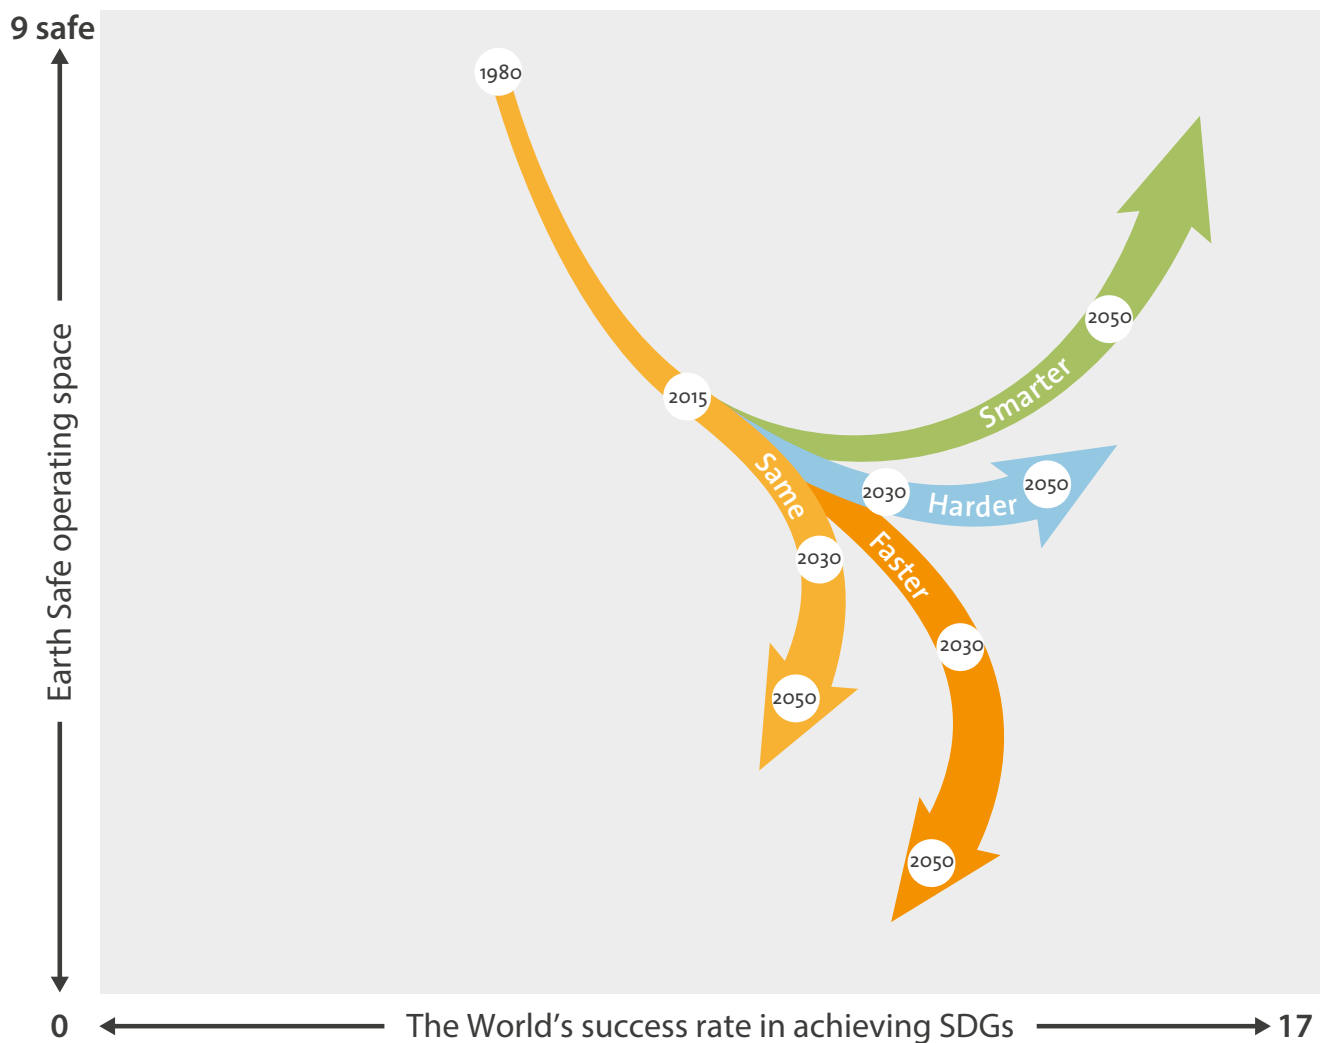 9 safe
1980
2050
Smarter
2015
Same
2030
Harder
2050
Faster
2030
2030
2050
2050
Earth Safe operating space
0
The World's success rate in achieving SDGs
17